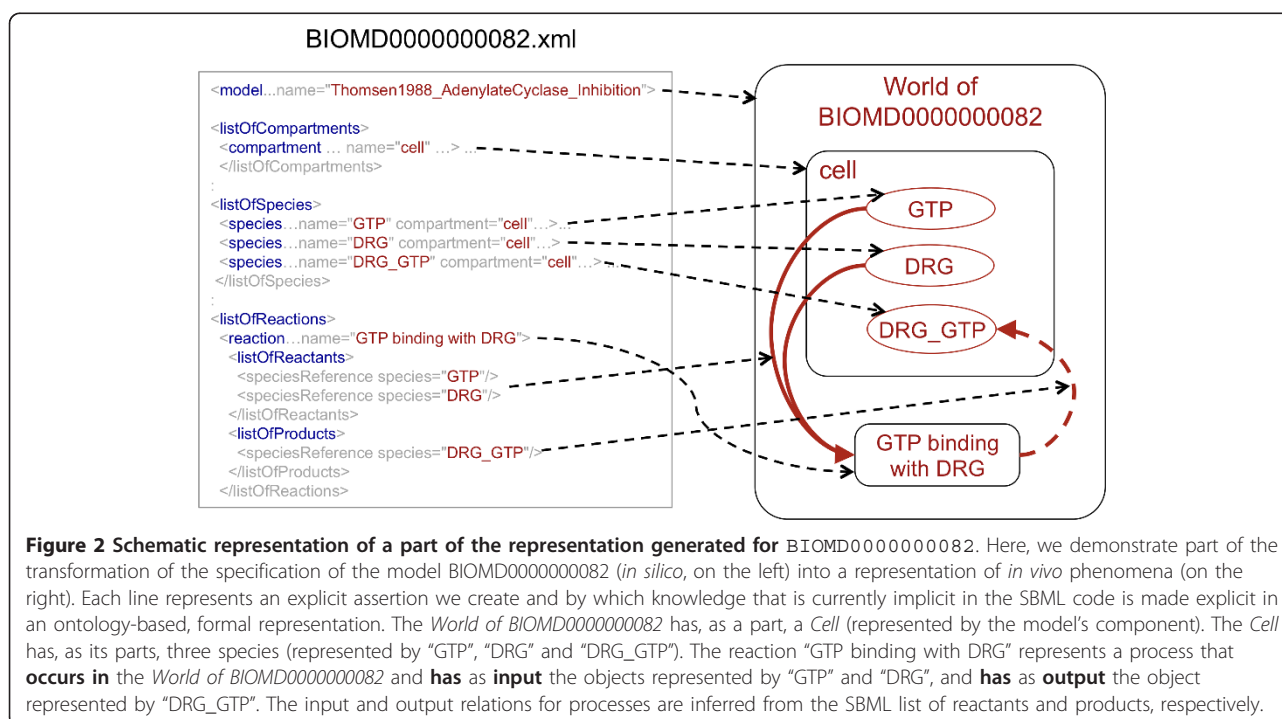 BIOMD0000000082.xml
<model...name="Thomsen1988_AdenylateCyclase_Inhibition">
<listOfCompartments>
<compartment … name="cell" …> ...
</listOfCompartments>
:
<listOfSpecies>
<species…name="GTP" compartment="cell"…>...
<species…name="DRG" compartment="cell"…>
<species…name="DRG_GTP" compartment="cell"…> ...
</listOfSpecies>
:
<listOfReactions>
<reaction…name="GTP binding with DRG">
<listOfReactants>
<speciesReference species="GTP"/>
<speciesReference species="DRG"/>
</listOfReactants>
<listOfProducts>
<speciesReference species="DRG_GTP"/>
</listOfProducts>
</listOfReactions>
World of
BIOMD0000000082
cell
GTP
DRG
DRG_GTP
GTP binding
with DRG
Figure 2 Schematic representation of a part of the representation generated for BIOMD0000000082. Here, we demonstrate part of the
transformation of the specification of the model BIOMD0000000082 (in silico, on the left) into a representation of in vivo phenomena (on the
right). Each line represents an explicit assertion we create and by which knowledge that is currently implicit in the SBML code is made explicit in
an ontology-based, formal representation. The World of BIOMD0000000082 has, as a part, a Cell (represented by the model's component). The Cell
has, as its parts, three species (represented by "GTP", "DRG" and "DRG_GTP"). The reaction "GTP binding with DRG" represents a process that
occurs in the World of BIOMD0000000082 and has as input the objects represented by "GTP" and "DRG", and has as output the object
represented by "DRG_GTP". The input and output relations for processes are inferred from the SBML list of reactants and products, respectively.